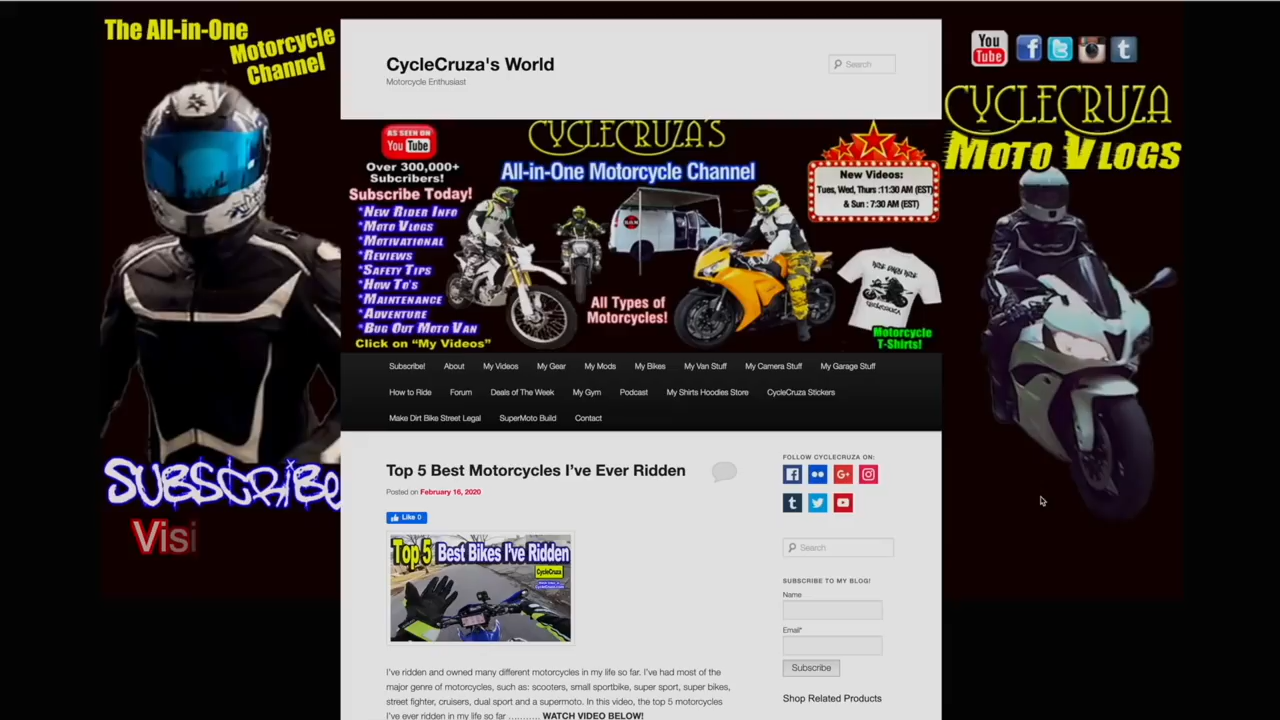 The All-in-One
Motorcycle
Channel
SUBSCRIBE
Visi
CycleCruza's World
Motorcycle Enthusiast
Search
AS SEEN ON
You Tube
Over 300,000+
Subcribers!
Subscribe Today!
*New Rider Info
*Moto Vlogs
*Motivational
*Reviews
*Safety Tips
*How To's
*Maintenance
*Adventure
*Bug Out Moto Van
Click on "My Videos"
CYCLECRUZA'S
All-in-One Motorcycle Channel
All Types of
Motorcycles!
New Videos:
Tues, Wed, Thurs :11:30 AM (EST)
& Sun : 7:30 AM (EST)
RIDE EVERY RIDE
CYCLECRUZA
Motorcycle
T-Shirts!
You
Tube
CYCLECRUZA
Moto Vlogs
Subscribe! About My Videos My Gear My Mods My Bikes My Van Stuff My Camera Stuff My Garage Stuff
How to Ride Forum Deals of The Week My Gym Podcast My Shirts Hoodies Store CycleCruza Stickers
Make Dirt Bike Street Legal SuperMoto Build Contact
Top 5 Best Motorcycles I've Ever Ridden
Posted on February 16, 2020
Like 0
Top 5 Best Bikes I've Ridden
CycleCruza
I've ridden and owned many different motorcycles in my life so far. I've had most of the
major genre of motorcycles, such as: scooters, small sportbike, super sport, super bikes,
street fighter, cruisers, dual sport and a supermoto. In this video, the top 5 motorcycles
I've ever ridden in my life so far ……….. WATCH VIDEO BELOW!
FOLLOW CYCLECRUZA ON:
Search
SUBSCRIBE TO MY BLOG!
Name
Email*
Subscribe
Shop Related Products